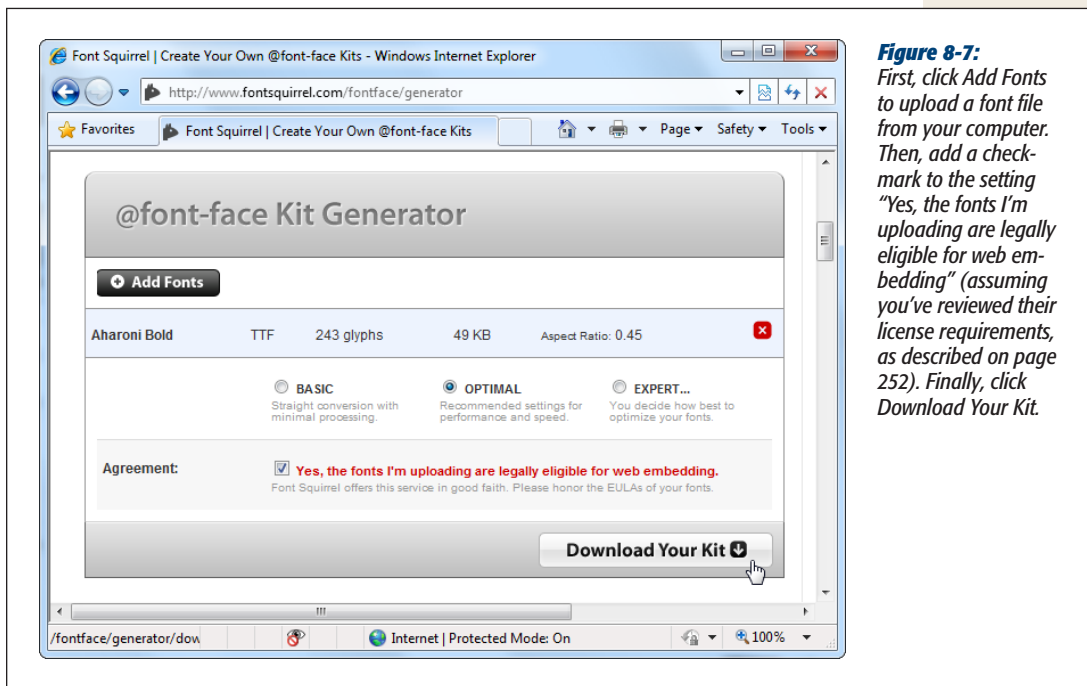 Font Squirrel | Create Your Own @font-face Kits - Windows Internet Explorer
http://www.fontsquirrel.com/fontface/generator
Favorites
Font Squirrel | Create Your Own @font-face Kits
Page
Safety
Tools
@font-face Kit Generator
Add Fonts
Aharoni Bold TTF 243 glyphs 49 KB Aspect Ratio: 0.45
BASIC
Straight conversion with
minimal processing.
OPTIMAL
Recommended settings for
performance and speed.
EXPERT...
You decide how best to
optimize your fonts.
Agreement:
Yes, the fonts I'm uploading are legally eligible for web embedding.
Font Squirrel offers this service in good faith. Please honor the EULAs of your fonts.
Download Your Kit
/fontface/generator/dow
Internet | Protected Mode: On
100%
Figure 8-7:
First, click Add Fonts
to upload a font file
from your computer.
Then, add a check-
mark to the setting
“Yes, the fonts I’m
uploading are legally
eligible for web em-
bedding” (assuming
you’ve reviewed their
license requirements,
as described on page
252). Finally, click
Download Your Kit.